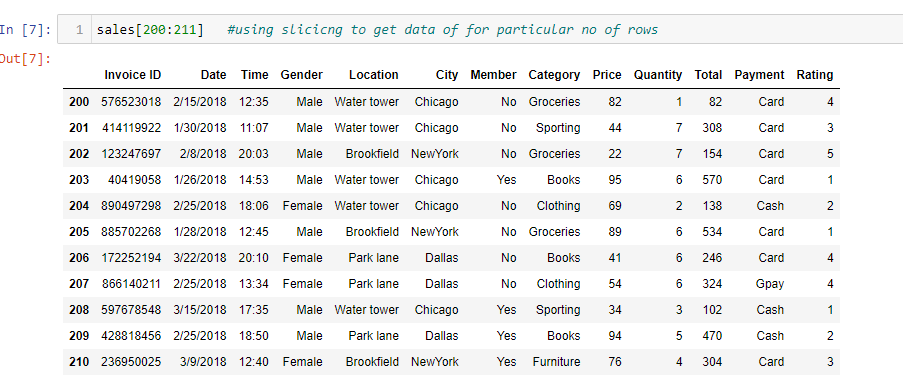 In [7]: 1 sales[200:211] #using slicicng to get data of for particular no of rows
Out[7]:
Invoice ID Date Time Gender Location City Member Category Price Quantity Total Payment Rating
200 576523018 2/15/2018 12:35 Male Water tower Chicago No Groceries 82 1 82 Card 4
201 414119922 1/30/2018 11:07 Male Water tower Chicago No Sporting 44 7 308 Card 3
202 123247697 2/8/2018 20:03 Male Brookfield NewYork No Groceries 22 7 154 Card 5
203 40419058 1/26/2018 14:53 Male Water tower Chicago Yes Books 95 6 570 Card 1
204 890497298 2/25/2018 18:06 Female Water tower Chicago No Clothing 69 2 138 Cash 2
205 885702268 1/28/2018 12:45 Male Brookfield NewYork No Groceries 89 6 534 Card 1
206 172252194 3/22/2018 20:10 Female Park lane Dallas No Books 41 6 246 Card 4
207 866140211 2/25/2018 13:34 Female Park lane Dallas No Clothing 54 6 324 Gpay 4
208 597678548 3/15/2018 17:35 Male Water tower Chicago Yes Sporting 34 3 102 Cash 1
209 428818456 2/25/2018 18:50 Male Park lane Dallas Yes Books 94 5 470 Cash 2
210 236950025 3/9/2018 12:40 Female Brookfield NewYork Yes Furniture 76 4 304 Card 3